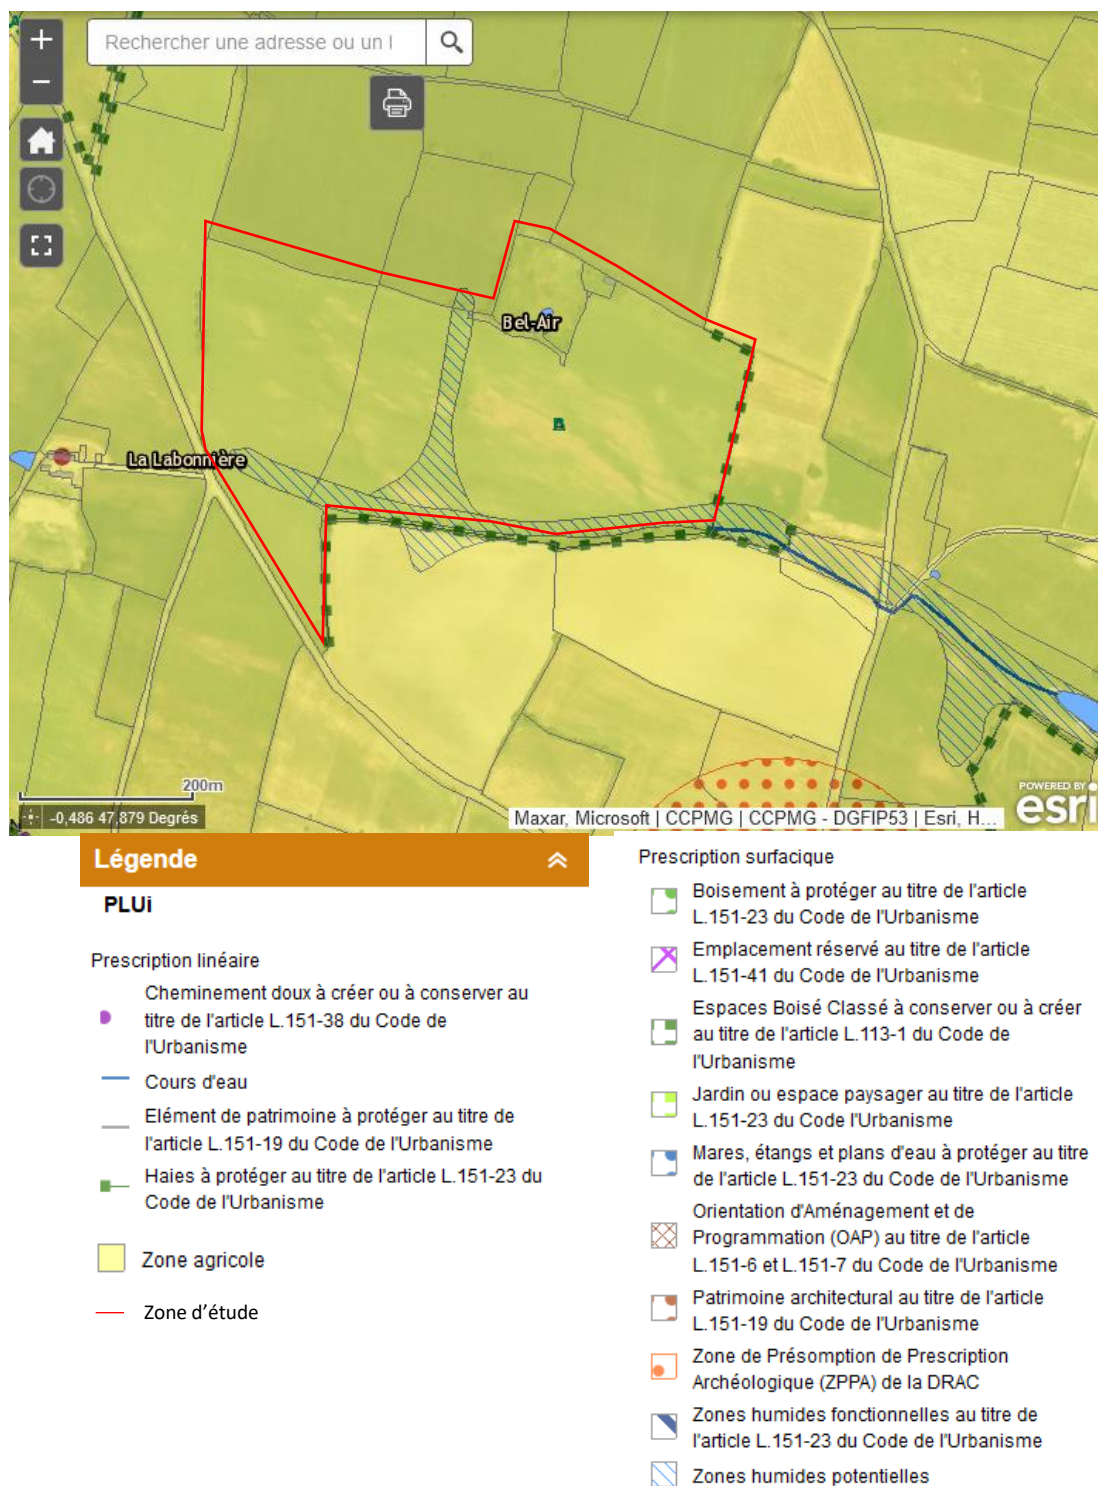 Rechercher une adresse ou un l
Bel-Air
La Labonnière
A
200m
-0,486 47,879 Degrés
Maxar, Microsoft | CCPMG | CCPMG - DGFIP53 | Esri, H...
POWERED BY
esri
Légende
PLUi
Prescription linéaire
Cheminement doux à créer ou à conserver au
titre de l'article L.151-38 du Code de
l'Urbanisme
Cours d'eau
Elément de patrimoine à protéger au titre de
l'article L.151-19 du Code de l'Urbanisme
Haies à protéger au titre de l'article L.151-23 du
Code de l'Urbanisme
Zone agricole
Zone d'étude
Prescription surfacique
Boisement à protéger au titre de l'article
L.151-23 du Code de l'Urbanisme
Emplacement réservé au titre de l'article
L.151-41 du Code de l'Urbanisme
Espaces Boisé Classé à conserver ou à créer
au titre de l'article L.113-1 du Code de
l'Urbanisme
Jardin ou espace paysager au titre de l'article
L.151-23 du Code de l'Urbanisme
Mares, étangs et plans d'eau à protéger au titre
de l'article L.151-23 du Code de l'Urbanisme
Orientation d'Aménagement et de
Programmation (OAP) au titre de l'article
L.151-6 et L.151-7 du Code de l'Urbanisme
Patrimoine architectural au titre de l'article
L.151-19 du Code de l'Urbanisme
Zone de Présomption de Prescription
Archéologique (ZPPA) de la DRAC
Zones humides fonctionnelles au titre de
l'article L.151-23 du Code de l'Urbanisme
Zones humides potentielles